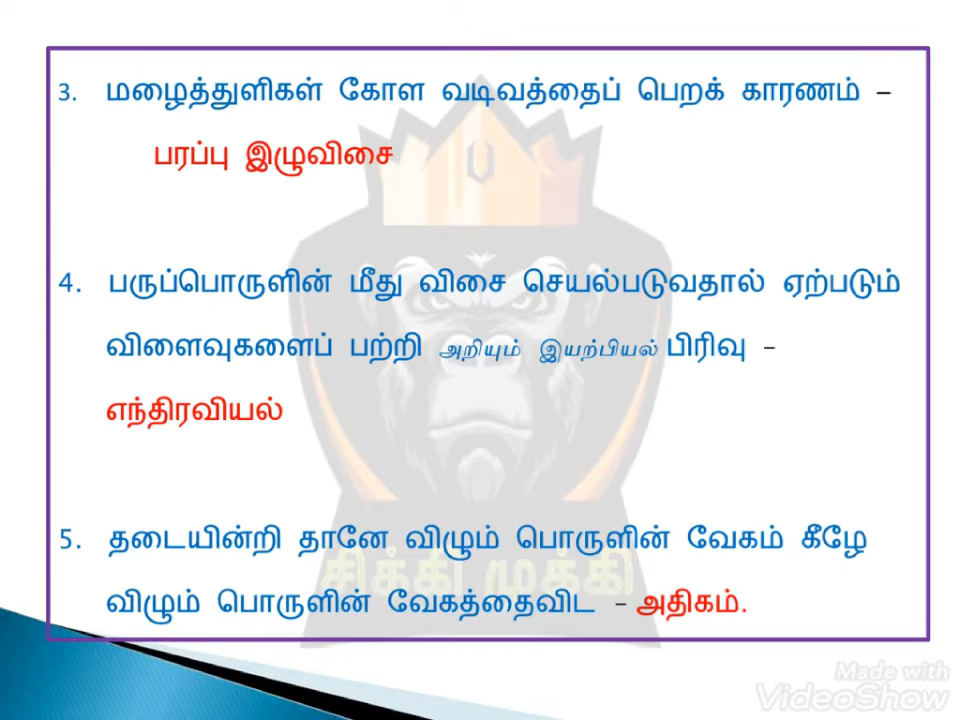 3. மழைத்துளிகள் கோள வடிவத்தைப் பெறக் காரணம் –
பரப்பு இழுவிசை
4. பருப்பொருளின் மீது விசை செயல்படுவதால் ஏற்படும்
விளைவுகளைப் பற்றி அறியும் இயற்பியல் பிரிவு –
எந்திரவியல்
5. தடையின்றி தானே விழும் பொருளின் வேகம் கீழே
சிக்கி முக்கி
விழும் பொருளின் வேகத்தைவிட – அதிகம்.
Made with
VideoShow